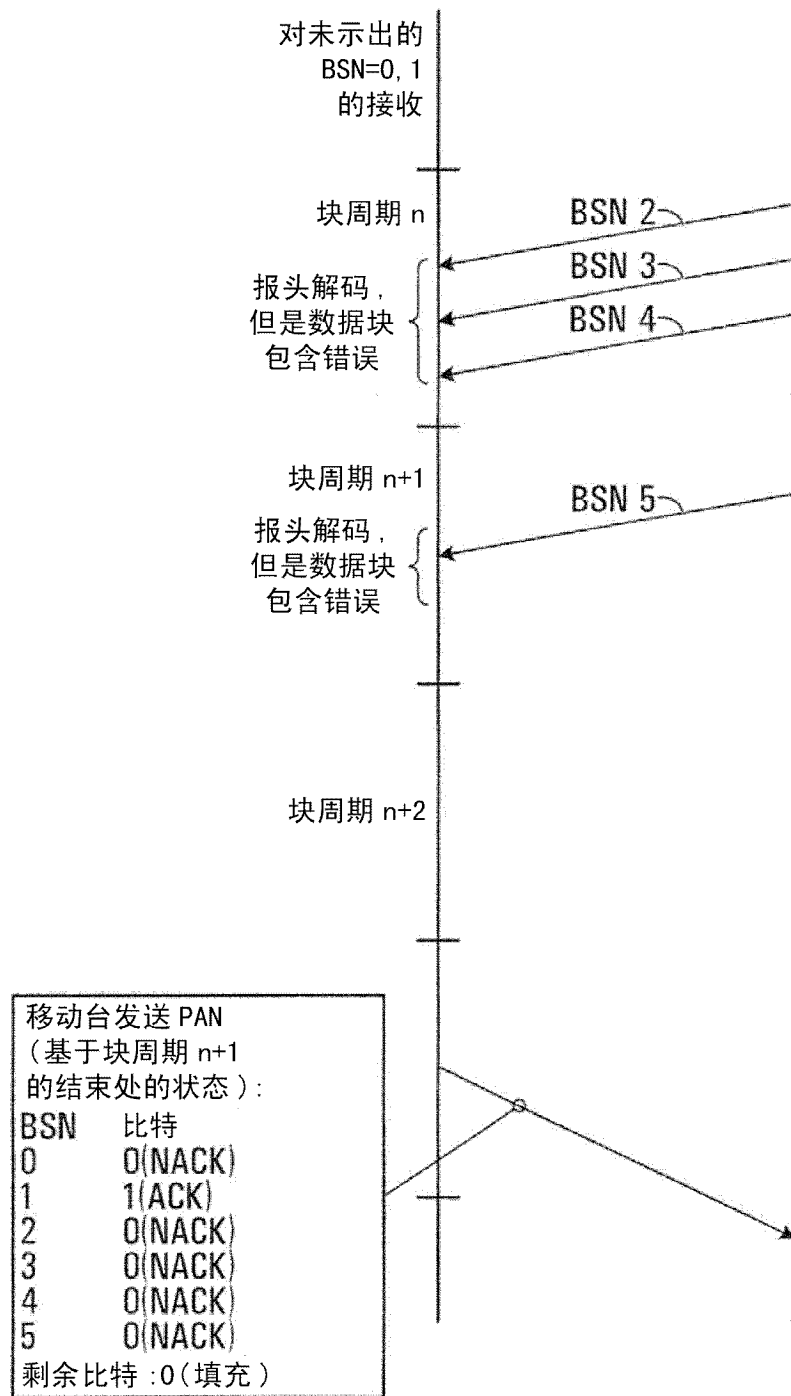 对未示出的
BSN=0, 1
的接收
块周期 n
BSN 2
BSN 3
BSN 4
报头解码,
但是数据块
包含错误
块周期 n+1
BSN 5
报头解码,
但是数据块
包含错误
块周期 n+2
移动台发送 PAN
(基于块周期 n+1
的结束处的状态):
BSN 比特
0 0(NACK)
1 1(ACK)
2 0(NACK)
3 0(NACK)
4 0(NACK)
5 0(NACK)
剩余比特:0(填充)